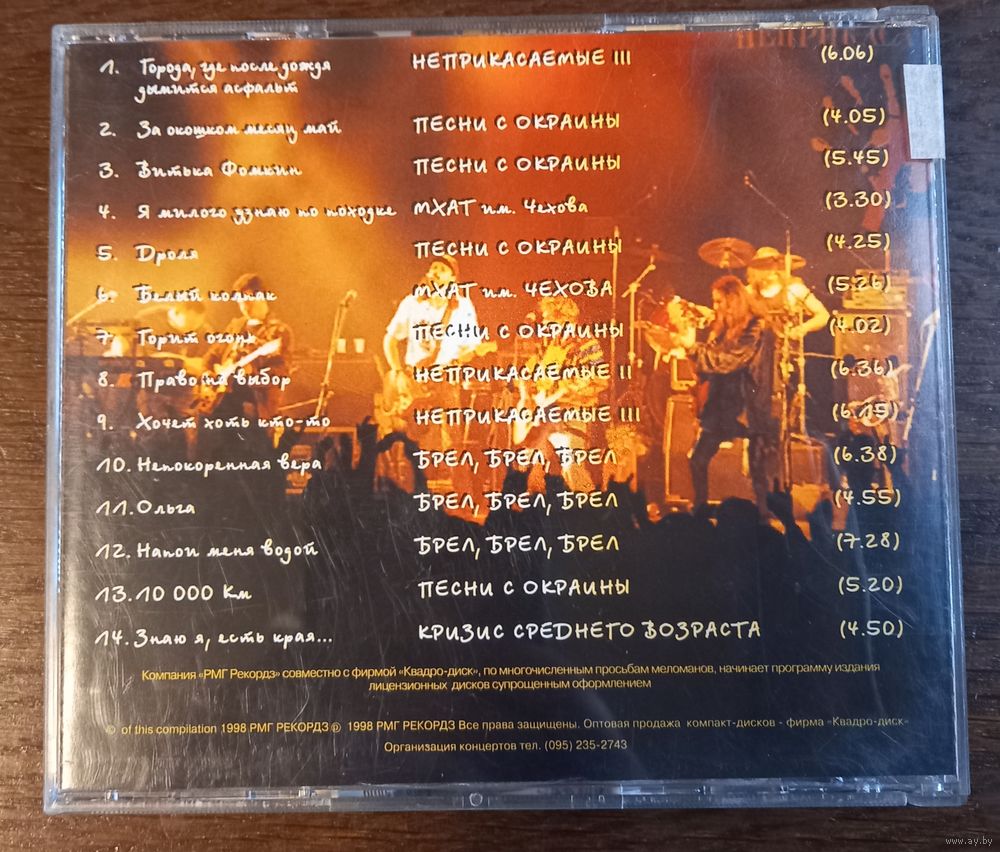 1. Города, где после дождя дымится асфальт НЕПРИКАСАЕМЫЕ III (6.06)
2. За окошком месяц май ПЕСНИ С ОКРАИНЫ (4.05)
3. Витька Фомкин ПЕСНИ С ОКРАИНЫ (5.45)
4. Я милого узнаю по походке МХАТ им. Чехова (3.30)
5. Дроля ПЕСНИ С ОКРАИНЫ (4.25)
6. Белый колпак МХАТ им. ЧЕХОВА (5.26)
7. Горит огонь ПЕСНИ С ОКРАИНЫ (4.02)
8. Право на выбор НЕПРИКАСАЕМЫЕ II (6.36)
9. Хочет хоть кто-то НЕПРИКАСАЕМЫЕ III (6.15)
10. Непокоренная вера БРЕЛ, БРЕЛ, БРЕЛ (6.38)
11. Ольга БРЕЛ, БРЕЛ, БРЕЛ (4.55)
12. Напои меня водой БРЕЛ, БРЕЛ, БРЕЛ (7.28)
13. 10 000 Км ПЕСНИ С ОКРАИНЫ (5.20)
14. Знаю я, есть края... КРИЗИС СРЕДНЕГО ВОЗРАСТА (4.50)
Компания «РМГ Рекордз» совместно с фирмой «Квадро-диск», по многочисленным просьбам меломанов, начинает программу издания
лицензионных дисков супрощенным оформлением
© of this compilation 1998 РМГ РЕКОРДЗ ℗ 1998 РМГ РЕКОРДЗ Все права защищены. Оптовая продажа компакт-дисков - фирма «Квадро-диск»
Организация концертов тел. (095) 235-2743
www.ay.by